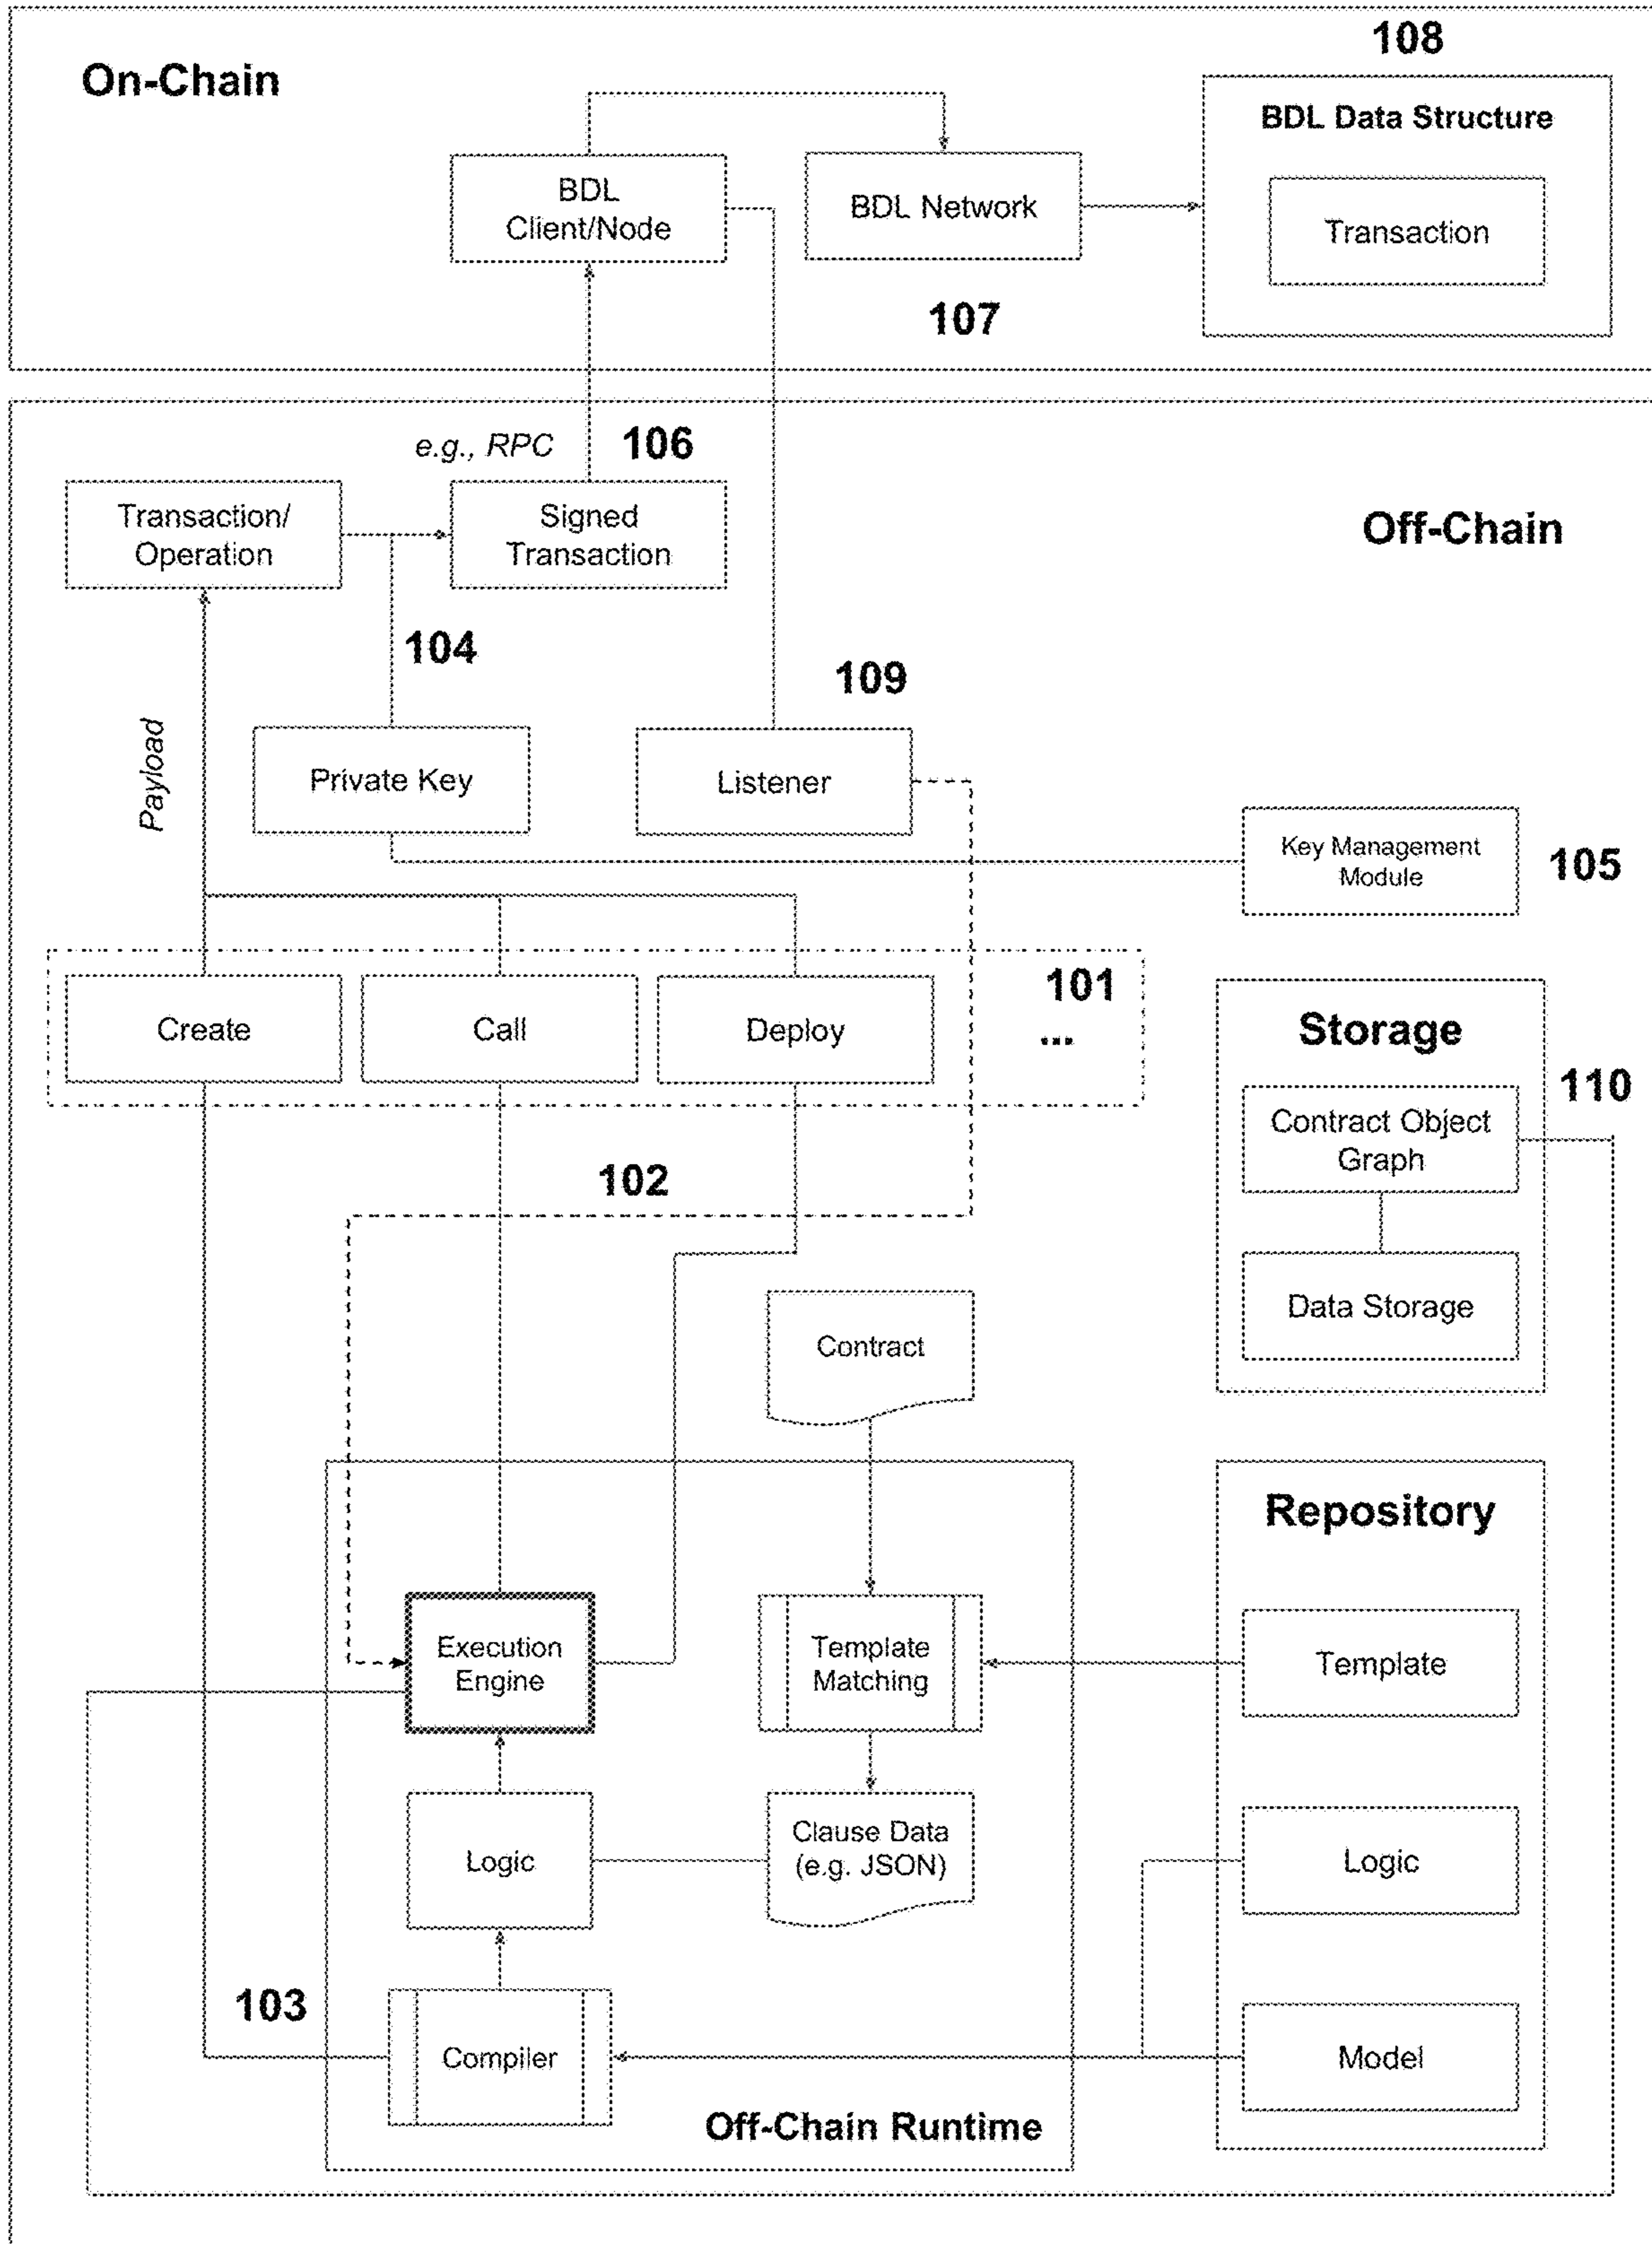 108
On-Chain
BDL Data Structure
BDL
Client/Node
BDL Network
Transaction
107
e.g., RPC
106
Transaction/
Operation
Signed
Transaction
Off-Chain
104
109
Payload
Private Key
Listener
Key Management
Module
105
101
Create
Call
Deploy
...
Storage
110
Contract Object
Graph
102
Data Storage
Contract
Repository
Execution
Engine
Template
Matching
Template
Logic
Clause Data
(e.g. JSON)
Logic
103
Compiler
Model
Off-Chain Runtime